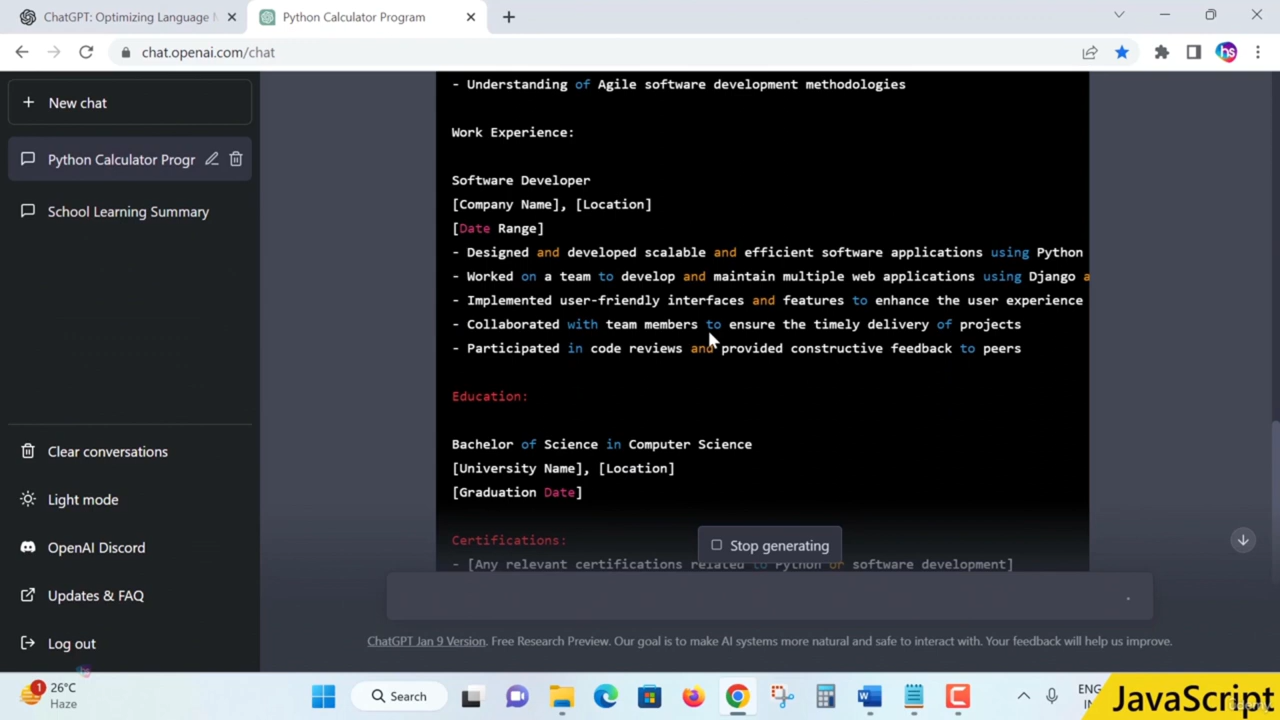 ChatGPT: Optimizing Language
Python Calculator Program
chat.openai.com/chat
New chat
Python Calculator Progr
School Learning Summary
Clear conversations
Light mode
OpenAI Discord
Updates & FAQ
Log out
- Understanding of Agile software development methodologies
Work Experience:
Software Developer
[Company Name], [Location]
[Date Range]
- Designed and developed scalable and efficient software applications using Python
- Worked on a team to develop and maintain multiple web applications using Django a
- Implemented user-friendly interfaces and features to enhance the user experience
- Collaborated with team members to ensure the timely delivery of projects
- Participated in code reviews and provided constructive feedback to peers
Education:
Bachelor of Science in Computer Science
[University Name], [Location]
[Graduation Date]
Certifications:
- [Any relevant certifications related to Python or software development]
Stop generating
ChatGPT Jan 9 Version. Free Research Preview. Our goal is to make AI systems more natural and safe to interact with. Your feedback will help us improve.
1
26°C
Haze
Search
ENG
IN
JavaScript
Udemy